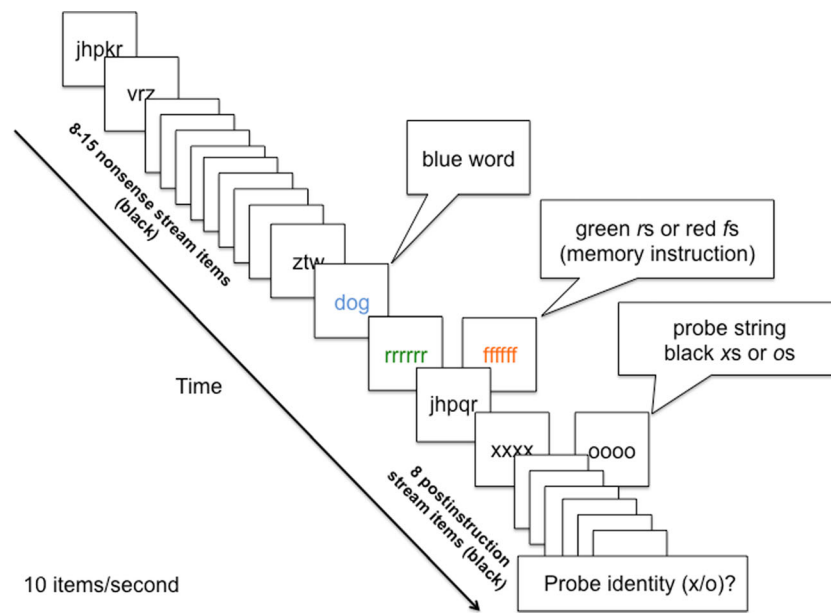 jhpkr
vrz
8-15 nonsense stream items
(black)
blue word
ztw
green rs or red fs
(memory instruction)
dog
probe string
black xs or os
rrrrrr
ffffff
Time
jhpqr
xxxx
oooo
8 postinstruction
stream items (black)
10 items/second
Probe identity (x/o)?